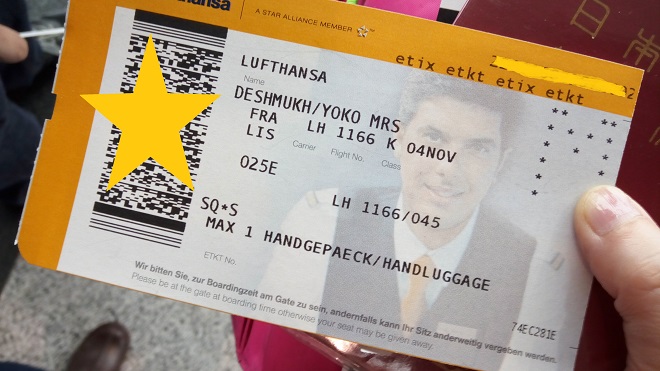 A STAR ALLIANCE MEMBER
etix etkt etix etkt
LUFTHANSA
Name
DESHMUKH/YOKO MRS
FRA LH 1166 K 04NOV
LIS
Carrier Flight No. Class
025E
LH 1166/045
SQ*S
MAX 1 HANDGEPAECK/HANDLUGGAGE
ETKT No.
74EC281E
Wir bitten Sie, zur Boardingzeit am Gate zu sein, andernfalls kann Ihr Sitz anderweitig vergeben werden.
Please be at the gate at boarding time otherwise your seat may be given away.
日